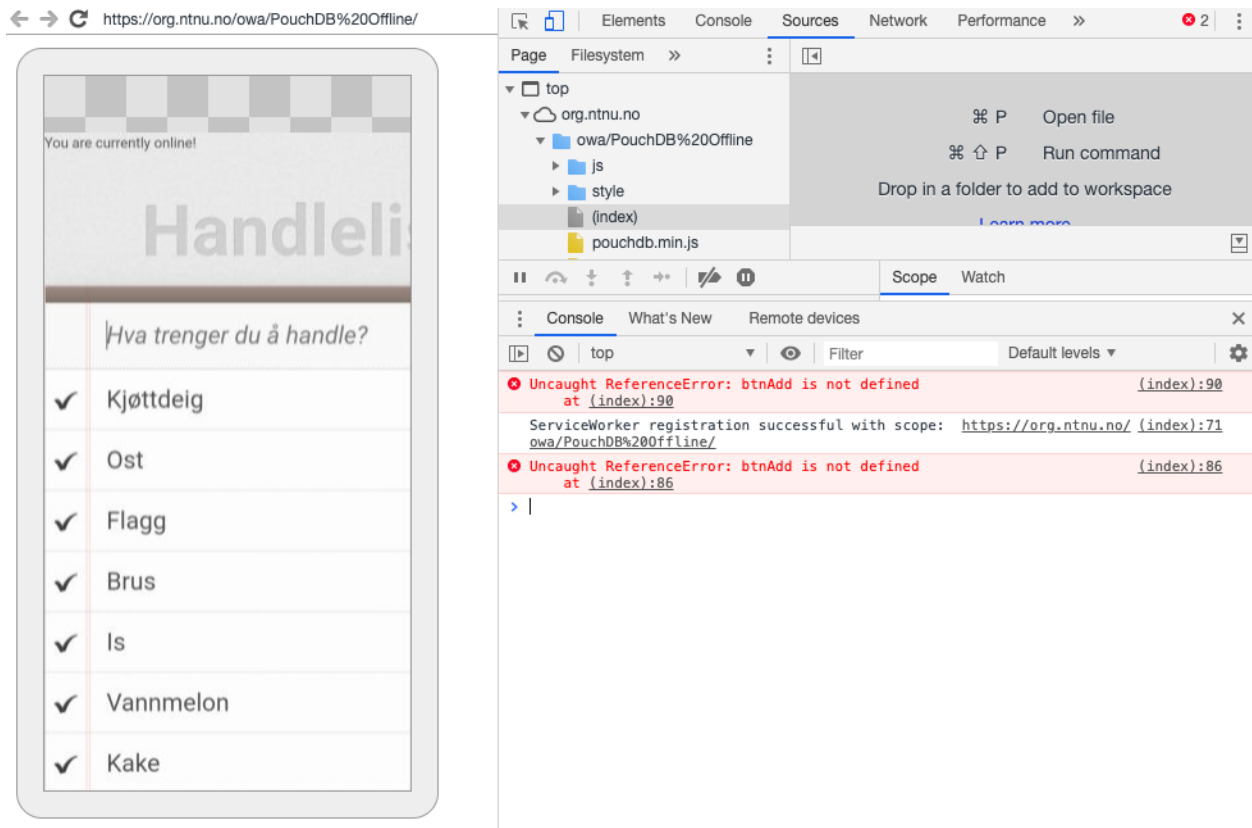 https://org.ntnu.no/owa/PouchDB%20Offline/
You are currently online!
Handlelis
Hva trenger du å handle?
Kjøttdeig
Ost
Flagg
Brus
Is
Vannmelon
Kake
Elements Console Sources Network Performance » 2
Page Filesystem »
top
org.ntnu.no
owa/PouchDB%20Offline
js
style
(index)
pouchdb.min.js
⌘ P Open file
⌘ ⇧ P Run command
Drop in a folder to add to workspace
Learn more
Scope Watch
Console What's New Remote devices
top Filter Default levels ▼
Uncaught ReferenceError: btnAdd is not defined (index):90
at (index):90
ServiceWorker registration successful with scope: https://org.ntnu.no/ (index):71
owa/PouchDB%20Offline/
Uncaught ReferenceError: btnAdd is not defined (index):86
at (index):86
>